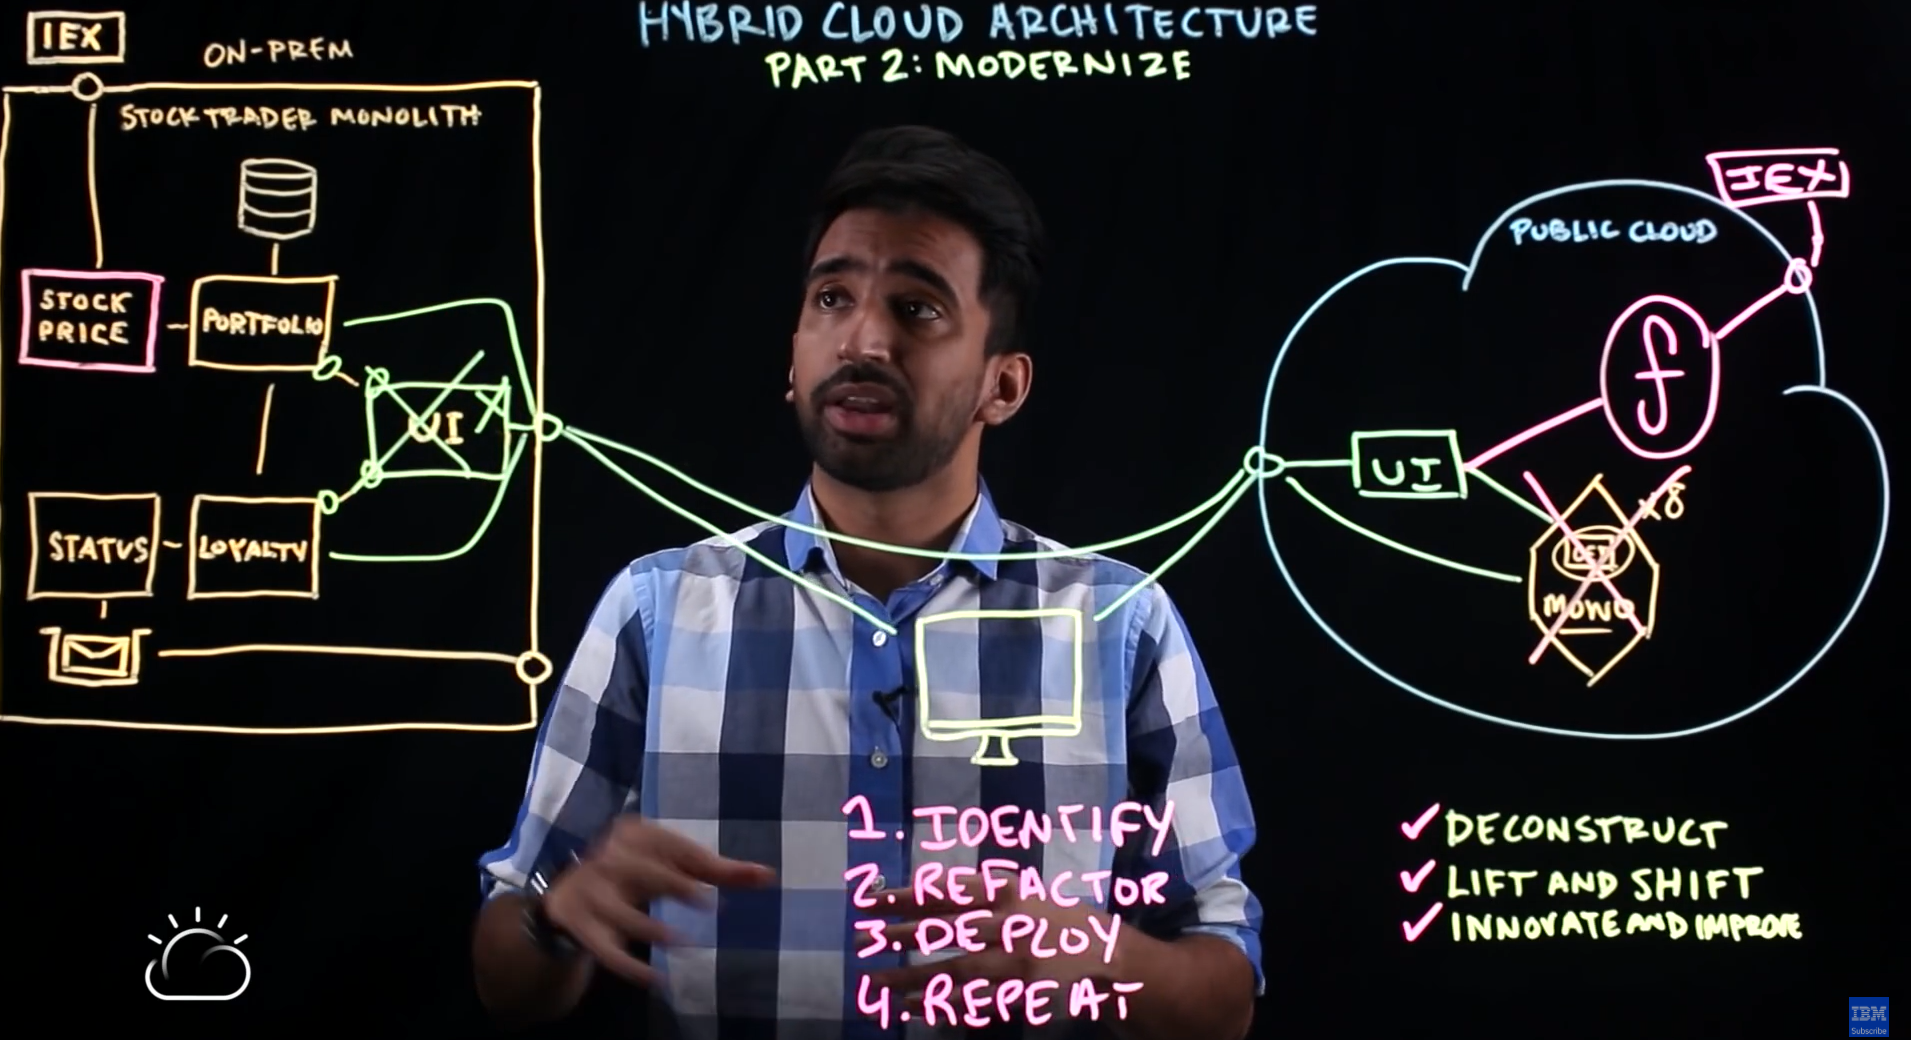 HYBRID CLOUD ARCHITECTURE
PART 2: MODERNIZE
IEX
ON-PREM
STOCK TRADER MONOLITH
STOCK
PRICE
PORTFOLIO
UI
X
STATUS
LOYALTY
IEX
PUBLIC CLOUD
f
UI
x8
MONO
1. IDENTIFY
2. REFACTOR
3. DEPLOY
4. REPEAT
✓ DECONSTRUCT
✓ LIFT AND SHIFT
✓ INNOVATE AND IMPROVE
IBM
Subscribe